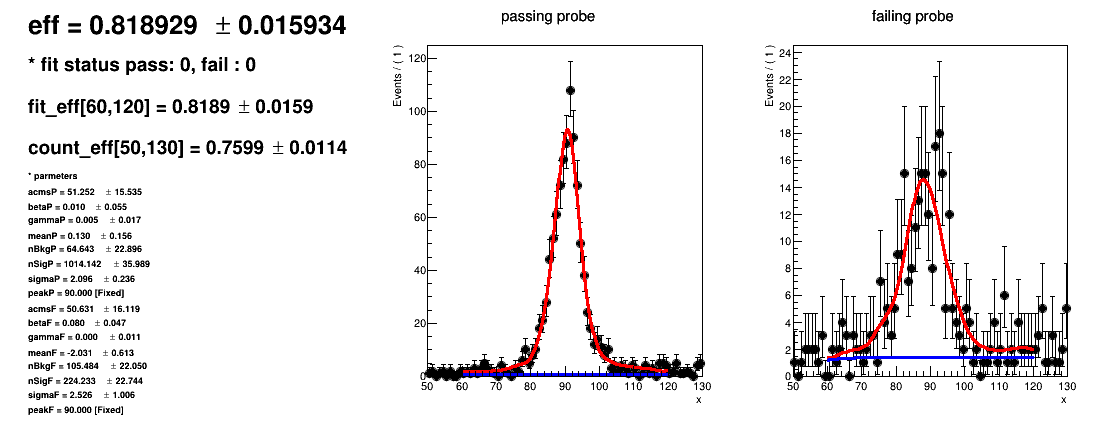 eff = 0.818929 ± 0.015934
* fit status pass: 0, fail : 0
fit_eff[60,120] = 0.8189 ± 0.0159
count_eff[50,130] = 0.7599 ± 0.0114
* parmeters
acmsP = 51.252 ± 15.535
betaP = 0.010 ± 0.055
gammaP = 0.005 ± 0.017
meanP = 0.130 ± 0.156
nBkgP = 64.643 ± 22.896
nSigP = 1014.142 ± 35.989
sigmaP = 2.096 ± 0.236
peakP = 90.000 [Fixed]
acmsF = 50.631 ± 16.119
betaF = 0.080 ± 0.047
gammaF = 0.000 ± 0.011
meanF = -2.031 ± 0.613
nBkgF = 105.484 ± 22.050
nSigF = 224.233 ± 22.744
sigmaF = 2.526 ± 1.006
peakF = 90.000 [Fixed]
passing probe
Events / ( 1 )
120
100
80
60
40
20
0
50 60 70 80 90 100 110 120 130
x
failing probe
Events / ( 1 )
24
22
20
18
16
14
12
10
8
6
4
2
0
50 60 70 80 90 100 110 120 130
x